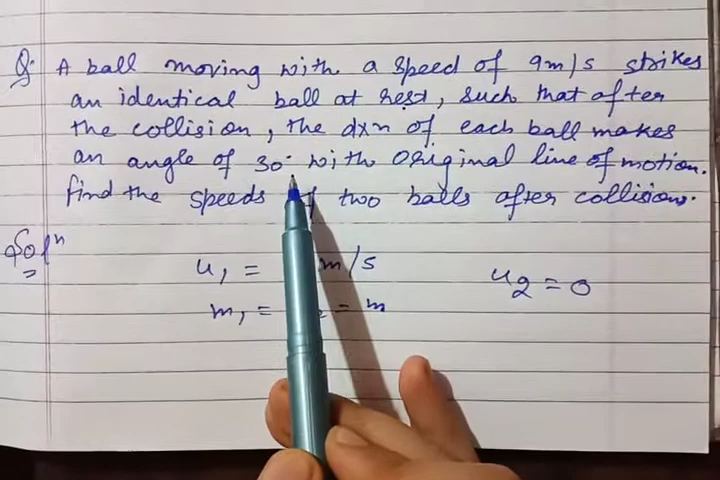 Q: A ball moving with a speed of 9m/s strikes
an identical ball at rest, such that after
the collision, the dxn of each ball makes
an angle of 30° with original line of motion.
find the speeds two balls after collision.
Solⁿ
u₁ = m/s u₂ = 0
m₁ = = m